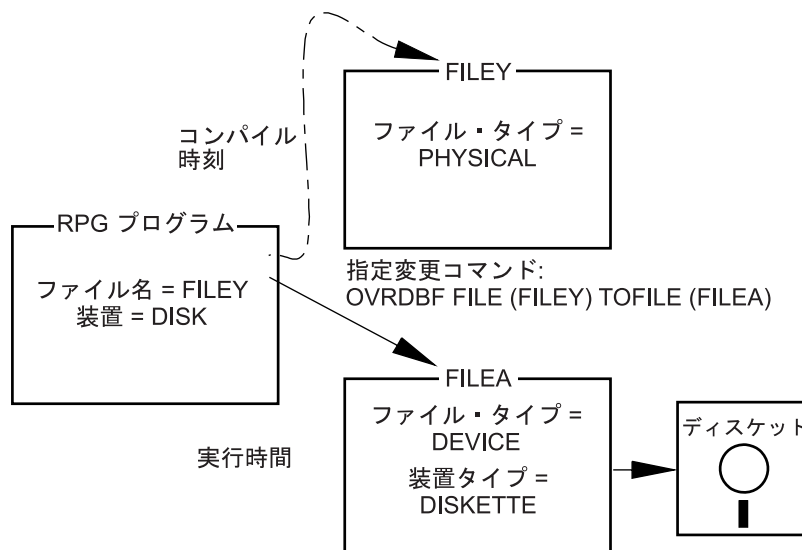 FILEY
ファイル・タイプ =
PHYSICAL
コンパイル
時刻
RPG プログラム
ファイル名 = FILEY
装置 = DISK
指定変更コマンド:
OVRDBF FILE (FILEY) TOFILE (FILEA)
FILEA
ファイル・タイプ =
DEVICE
装置タイプ =
DISKETTE
実行時間
ディスケット